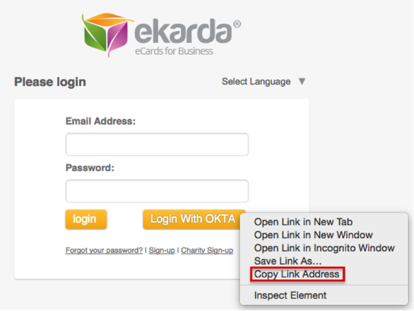 ekarda®
eCards for Business
Please login
Select Language ▼
Email Address:
Password:
login
Login With OKTA
Forgot your password? | Sign-up | Charity Sign-up
Open Link in New Tab
Open Link in New Window
Open Link in Incognito Window
Save Link As...
Copy Link Address
Inspect Element